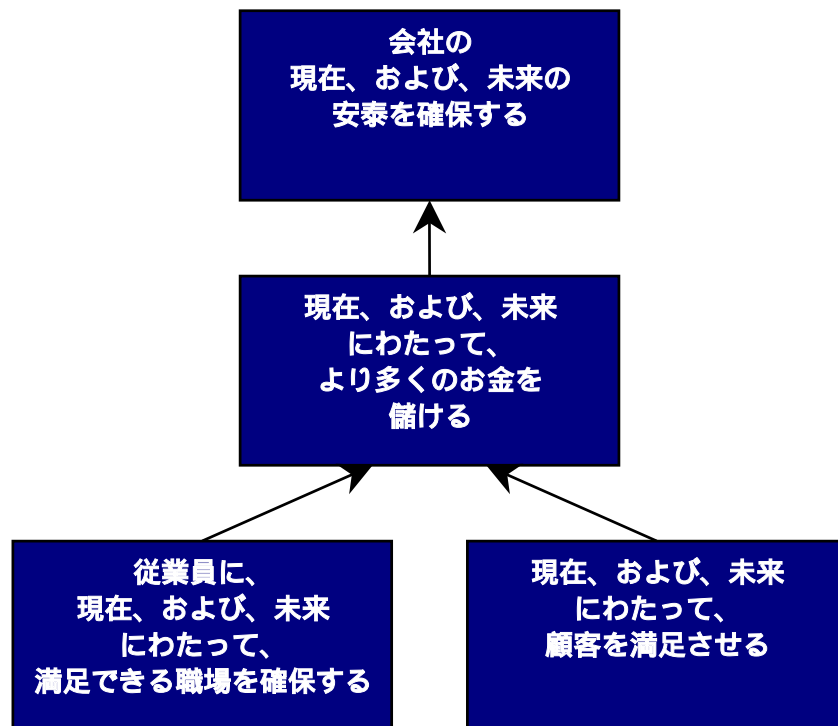 会社の
現在、および、未来の
安泰を確保する
現在、および、未来
にわたって、
より多くのお金を
儲ける
従業員に、
現在、および、未来
にわたって、
満足できる職場を確保する
現在、および、未来
にわたって、
顧客を満足させる